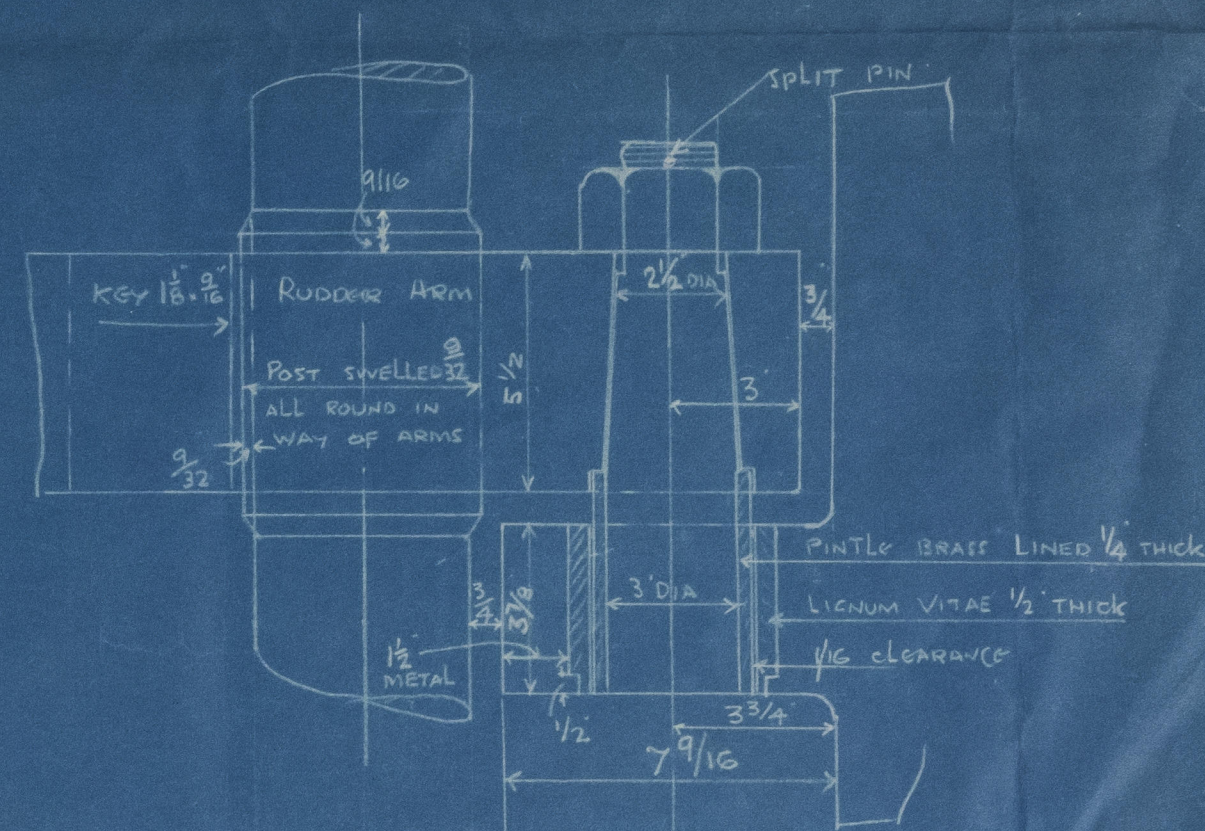 SPLIT PIN
9/16
KEY 1 1/8" × 9/16"
RUDDER ARM
2 1/2 DIA
3/4"
POST SWELLED 9/32
ALL ROUND IN
WAY OF ARMS
5 1/2
3"
9/32
PINTLE BRASS LINED 1/4" THICK
3/4
3 7/8
3" DIA
LIGNUM VITAE 1/2" THICK
1 1/2"
METAL
1/16 CLEARANCE
1/2"
3 3/4"
7 9/16